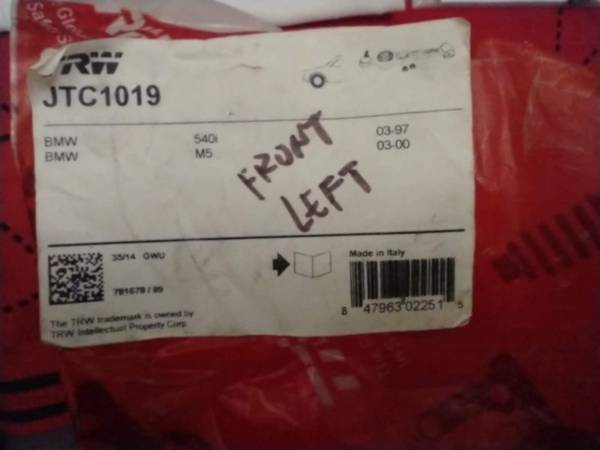 TRW
JTC1019
BMW 540i 03-97
BMW M5 03-00
FRONT
LEFT
35/14 GWU
Made in Italy
781678 / 99
8 47963 02251 5
The TRW trademark is owned by
TRW Intellectual Property Corp